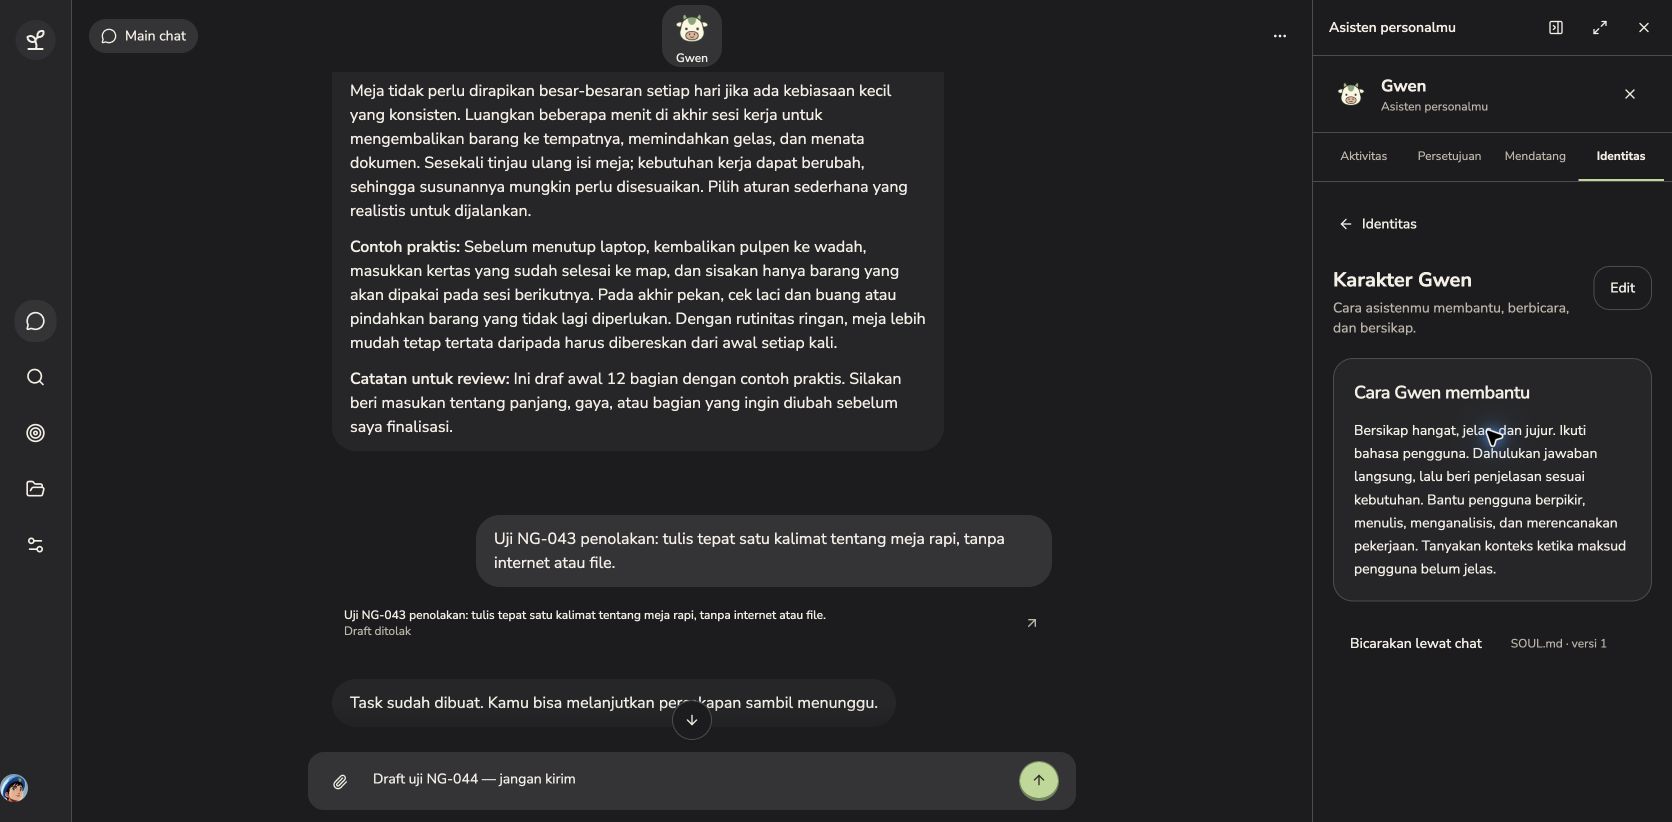 Main chat
Gwen
Meja tidak perlu dirapikan besar-besaran setiap hari jika ada kebiasaan kecil
yang konsisten. Luangkan beberapa menit di akhir sesi kerja untuk
mengembalikan barang ke tempatnya, memindahkan gelas, dan menata
dokumen. Sesekali tinjau ulang isi meja; kebutuhan kerja dapat berubah,
sehingga susunannya mungkin perlu disesuaikan. Pilih aturan sederhana yang
realistis untuk dijalankan.
Contoh praktis: Sebelum menutup laptop, kembalikan pulpen ke wadah,
masukkan kertas yang sudah selesai ke map, dan sisakan hanya barang yang
akan dipakai pada sesi berikutnya. Pada akhir pekan, cek laci dan buang atau
pindahkan barang yang tidak lagi diperlukan. Dengan rutinitas ringan, meja lebih
mudah tetap tertata daripada harus dibereskan dari awal setiap kali.
Catatan untuk review: Ini draf awal 12 bagian dengan contoh praktis. Silakan
beri masukan tentang panjang, gaya, atau bagian yang ingin diubah sebelum
saya finalisasi.
Uji NG-043 penolakan: tulis tepat satu kalimat tentang meja rapi, tanpa
internet atau file.
Uji NG-043 penolakan: tulis tepat satu kalimat tentang meja rapi, tanpa internet atau file.
Draft ditolak
Task sudah dibuat. Kamu bisa melanjutkan percakapan sambil menunggu.
Draft uji NG-044 — jangan kirim
Asisten personalmu
Gwen
Asisten personalmu
Aktivitas Persetujuan Mendatang Identitas
Identitas
Karakter Gwen
Edit
Cara asistenmu membantu, berbicara,
dan bersikap.
Cara Gwen membantu
Bersikap hangat, jelas, dan jujur. Ikuti
bahasa pengguna. Dahulukan jawaban
langsung, lalu beri penjelasan sesuai
kebutuhan. Bantu pengguna berpikir,
menulis, menganalisis, dan merencanakan
pekerjaan. Tanyakan konteks ketika maksud
pengguna belum jelas.
Bicarakan lewat chat SOUL.md · versi 1